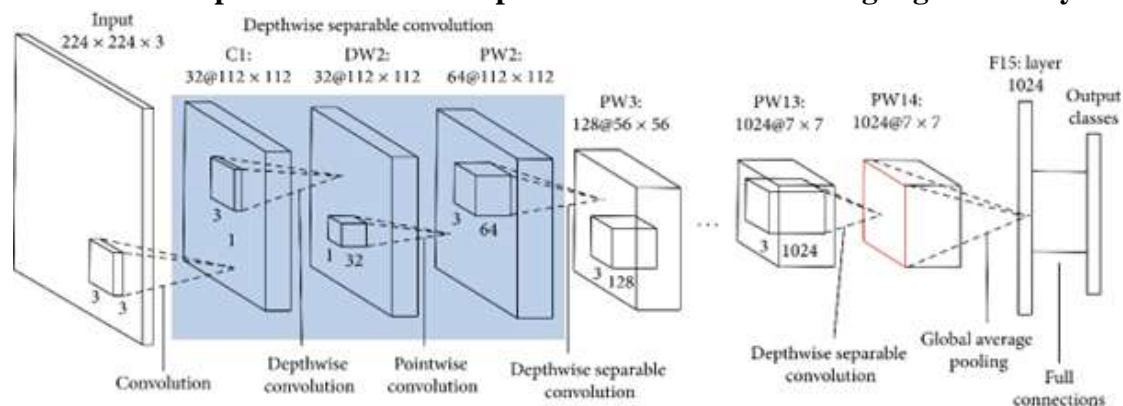 Input
224 × 224 × 3
Depthwise separable convolution
C1:
32@112 × 112
DW2:
32@112 × 112
PW2:
64@112 × 112
PW3:
128@56 × 56
PW13:
1024@7 × 7
PW14:
1024@7 × 7
F15: layer
1024
Output
classes
3
3
3
1
1
32
3
64
3
128
...
3
1024
Convolution
Depthwise
convolution
Pointwise
convolution
Depthwise separable
convolution
Depthwise separable
convolution
Global average
pooling
Full
connections